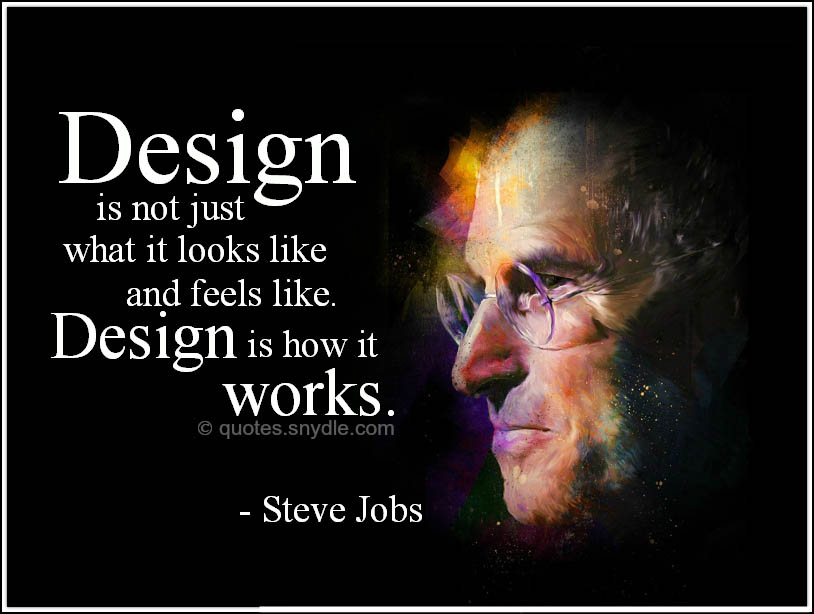 Design
is not just
what it looks like
and feels like.
Design is how it
works.
© quotes.snydle.com
- Steve Jobs